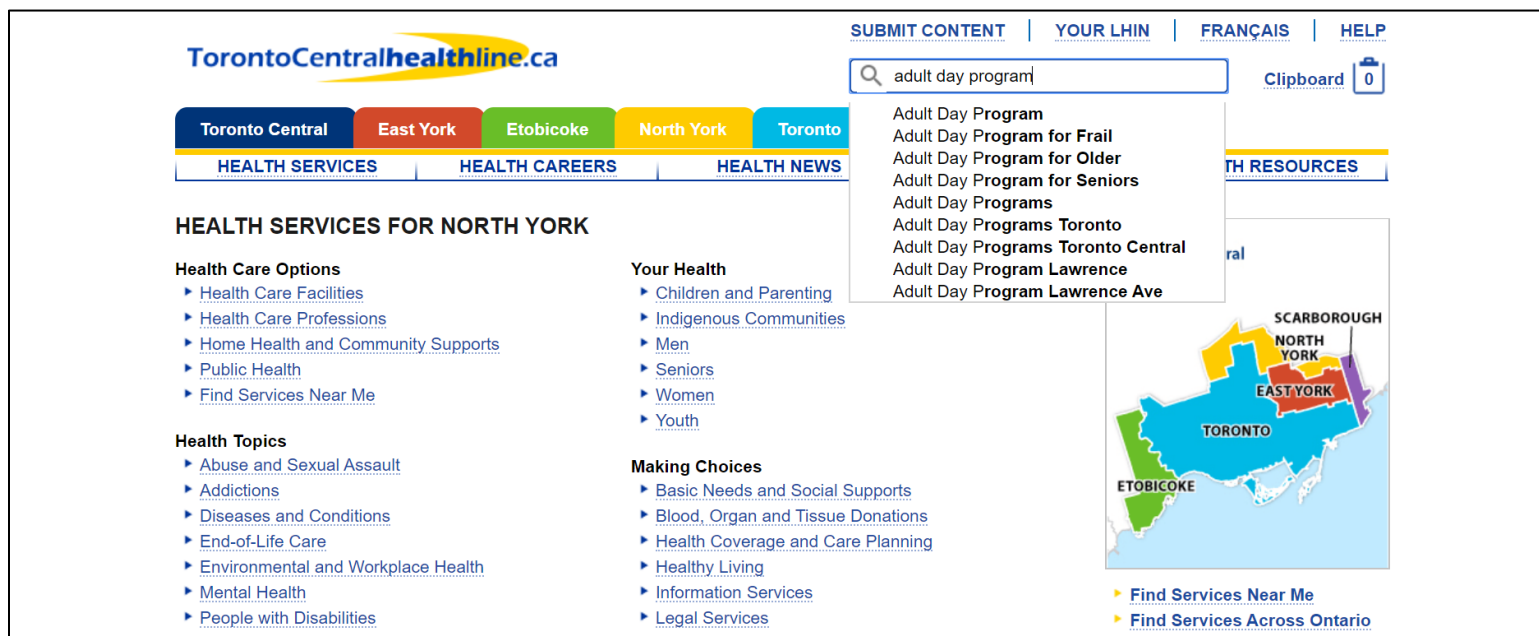 SUBMIT CONTENT YOUR LHIN FRANÇAIS HELP
TorontoCentralhealthline.ca
adult day program
Clipboard 0
Adult Day Program
Adult Day Program for Frail
Adult Day Program for Older
Adult Day Program for Seniors
Adult Day Programs
Adult Day Programs Toronto
Adult Day Programs Toronto Central
Adult Day Program Lawrence
Adult Day Program Lawrence Ave
Toronto Central East York Etobicoke North York Toronto
HEALTH SERVICES HEALTH CAREERS HEALTH NEWS TH RESOURCES
HEALTH SERVICES FOR NORTH YORK
Health Care Options
Health Care Facilities
Health Care Professions
Home Health and Community Supports
Public Health
Find Services Near Me
Health Topics
Abuse and Sexual Assault
Addictions
Diseases and Conditions
End-of-Life Care
Environmental and Workplace Health
Mental Health
People with Disabilities
Your Health
Children and Parenting
Indigenous Communities
Men
Seniors
Women
Youth
Making Choices
Basic Needs and Social Supports
Blood, Organ and Tissue Donations
Health Coverage and Care Planning
Healthy Living
Information Services
Legal Services
ral
SCARBOROUGH
NORTH
YORK
EAST YORK
TORONTO
ETOBICOKE
Find Services Near Me
Find Services Across Ontario